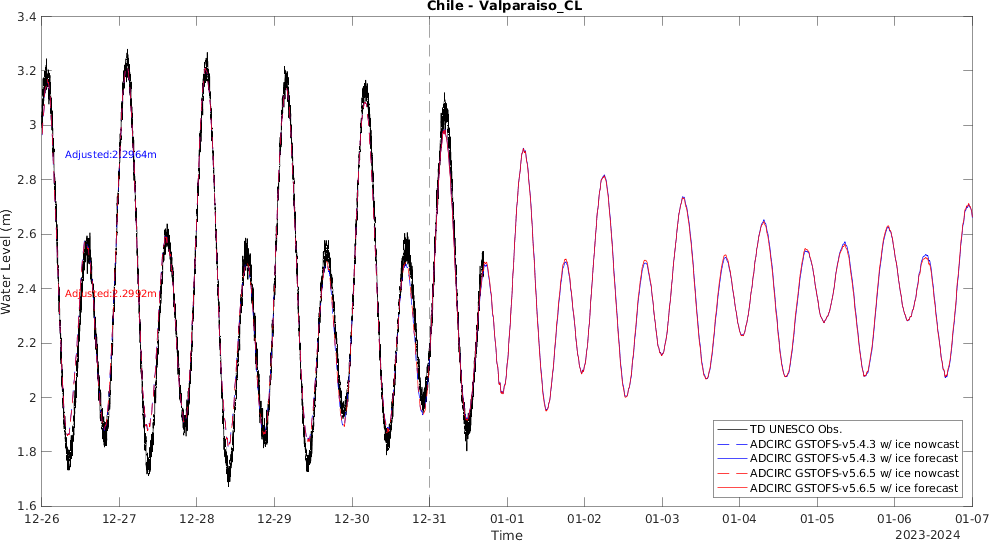 Chile - Valparaiso_CL
3.4
3.2
3
2.8
2.6
2.4
2.2
2
1.8
1.6
Water Level (m)
Adjusted:2.2964m
Adjusted:2.2992m
TD UNESCO Obs.
ADCIRC GSTOFS-v5.4.3 w/ ice nowcast
ADCIRC GSTOFS-v5.4.3 w/ ice forecast
ADCIRC GSTOFS-v5.6.5 w/ ice nowcast
ADCIRC GSTOFS-v5.6.5 w/ ice forecast
12-26 12-27 12-28 12-29 12-30 12-31 01-01 01-02 01-03 01-04 01-05 01-06 01-07
Time
2023-2024